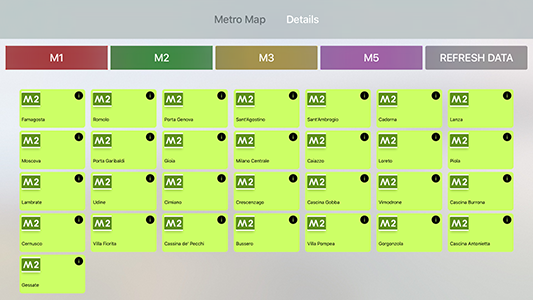 Metro Map Details
M1 M2 M3 M5 REFRESH DATA
M2 M2 M2 M2 M2 M2 M2
Famagosta Romolo Porta Genova Sant'Agostino Sant'Ambrogio Cadorna Lanza
M2 M2 M2 M2 M2 M2 M2
Moscova Porta Garibaldi Gioia Milano Centrale Caiazzo Loreto Piola
M2 M2 M2 M2 M2 M2 M2
Lambrate Udine Cimiano Crescenzago Cascina Gobba Vimodrone Cascina Burrona
M2 M2 M2 M2 M2 M2 M2
Cernusco Villa Fiorita Cassina de' Pecchi Bussero Villa Pompea Gorgonzola Cascina Antonietta
M2
Gessate